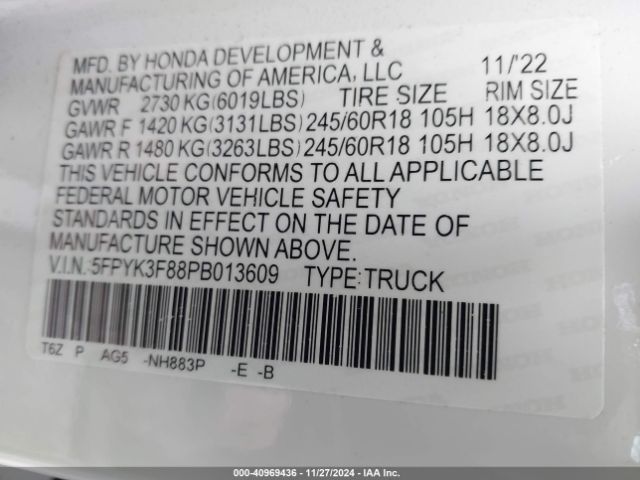 MFD. BY HONDA DEVELOPMENT &
MANUFACTURING OF AMERICA, LLC 11/'22
GVWR 2730 KG(6019LBS) TIRE SIZE RIM SIZE
GAWR F 1420 KG(3131LBS) 245/60R18 105H 18X8.0J
GAWR R 1480 KG(3263LBS) 245/60R18 105H 18X8.0J
THIS VEHICLE CONFORMS TO ALL APPLICABLE
FEDERAL MOTOR VEHICLE SAFETY
STANDARDS IN EFFECT ON THE DATE OF
MANUFACTURE SHOWN ABOVE.
V.I.N.:5FPYK3F88PB013609 TYPE:TRUCK
T6Z P AG5 -NH883P -E -B
STOCK: 40969436 - 11/27/2024 - IAA Inc.